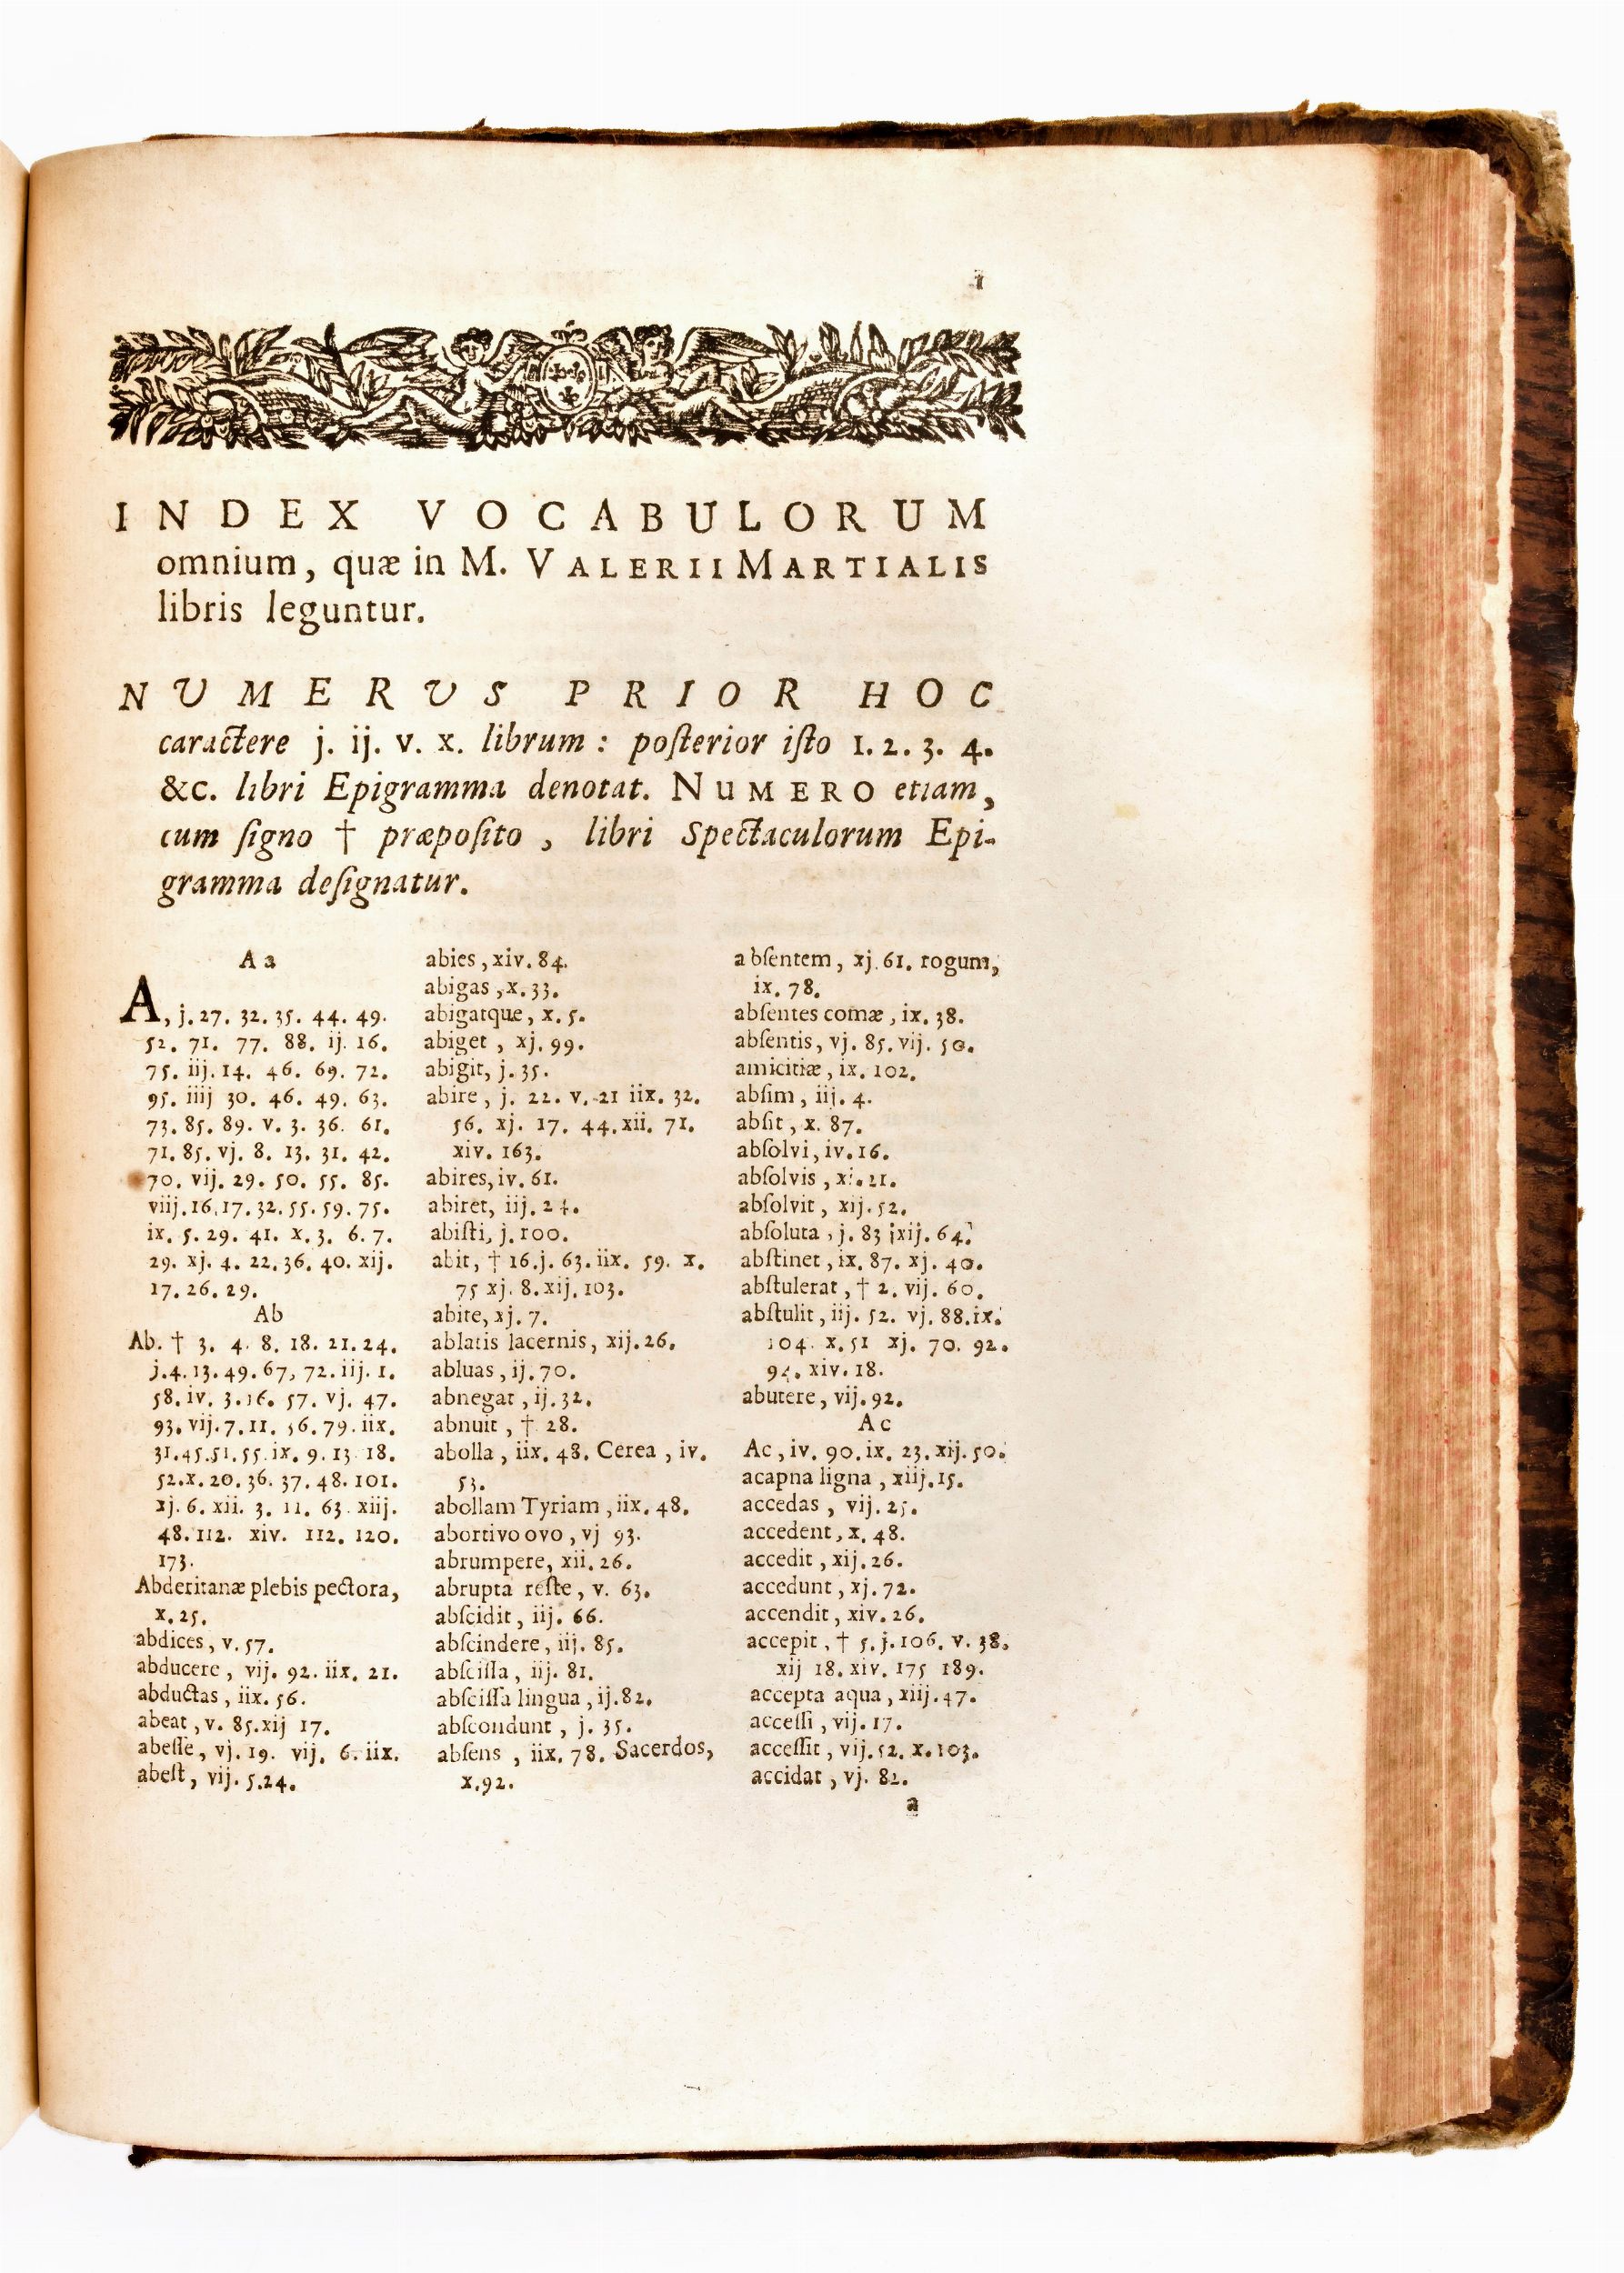 1
INDEX VOCABULORUM
omnium, quæ in M. VALERII MARTIALIS
libris leguntur.
NUMERUS PRIOR HOC
caractere j. ij. v. x. librum : poſterior iſto 1. 2. 3. 4.
&c. libri Epigramma denotat. NUMERO etiam,
cum ſigno † præpoſito , libri Spectaculorum Epi-
gramma deſignatur.
A a
A, j. 27. 32. 35. 44. 49.
52. 71. 77. 88. ij. 16.
75. iij. 14. 46. 69. 72.
95. iiij 30. 46. 49. 63.
73. 85. 89. v. 3. 36. 61.
71. 85. vj. 8. 13. 31. 42.
70. vij. 29. 50. 55. 85.
viij. 16. 17. 32. 55. 59. 75.
ix. 5. 29. 41. x. 3. 6. 7.
29. xj. 4. 22. 36. 40. xij.
17. 26. 29.
Ab
Ab. † 3. 4. 8. 18. 21. 24.
j. 4. 13. 49. 67, 72. iij. 1.
58. iv. 3. 16. 57. vj. 47.
93. vij. 7. 11. 56. 79. iix.
31. 45. 51. 55. ix. 9. 13 18.
52. x. 20. 36. 37. 48. 101.
xj. 6. xii. 3. 11. 63. xiij.
48. 112. xiv. 112. 120.
173.
Abderitanæ plebis pectora,
x. 25.
abdices, v. 57.
abducere, vij. 92. iix. 21.
abductas, iix. 56.
abeat, v. 85. xij 17.
abeſſe, vj. 19. vij. 6. iix.
abeſt, vij. 5. 24.
abies, xiv. 84.
abigas, x. 33.
abigatque, x. 5.
abiget, xj. 99.
abigit, j. 35.
abire, j. 22. v. 21 iix. 32.
56. xj. 17. 44. xii. 71.
xiv. 163.
abires, iv. 61.
abiret, iij. 24.
abiſti, j. 100.
abit, † 16. j. 63. iix. 59. x.
75 xj. 8. xij. 103.
abite, xj. 7.
ablatis lacernis, xij. 26.
abluas, ij. 70.
abnegat, ij. 32.
abnuit, † 28.
abolla, iix. 48. Cerea, iv.
53.
abollam Tyriam, iix. 48.
abortivo ovo, vj 93.
abrumpere, xii. 26.
abrupta reſte, v. 63.
abſcidit, iij. 66.
abſcindere, iij. 85.
abſciſſa, iij. 81.
abſciſſa lingua, ij. 82.
abſcondunt, j. 35.
abſens, iix. 78. Sacerdos,
x. 92.
abſentem, xj. 61. rogum,
ix. 78.
abſentes comæ, ix. 38.
abſentis, vj. 85. vij. 50.
amicitiæ, ix. 102.
abſim, iij. 4.
abſit, x. 87.
abſolvi, iv. 16.
abſolvis, 21.
abſolvit, xij. 52.
abſoluta, j. 83 xij. 64.
abſtinet, ix. 87. xj. 40.
abſtulerat, † 2. vij. 60.
abſtulit, iij. 52. vj. 88. ix.
104. x. 51 xj. 70. 92.
xiv. 18.
abutere, vij. 92.
A c
Ac, iv. 90. ix. 23. xij. 50.
acapna ligna, xiij. 15.
accedas, vij. 25.
accedent, x. 48.
accedit, xij. 26.
accedunt, xj. 72.
accendit, xiv. 26.
accepit, † 5. j. 106. v. 38.
xij 18. xiv. 175 189.
accepta aqua, xiij. 47.
acceſſi, vij. 17.
acceſſit, vij. 52. x. 103.
accidat, vj. 82.
a